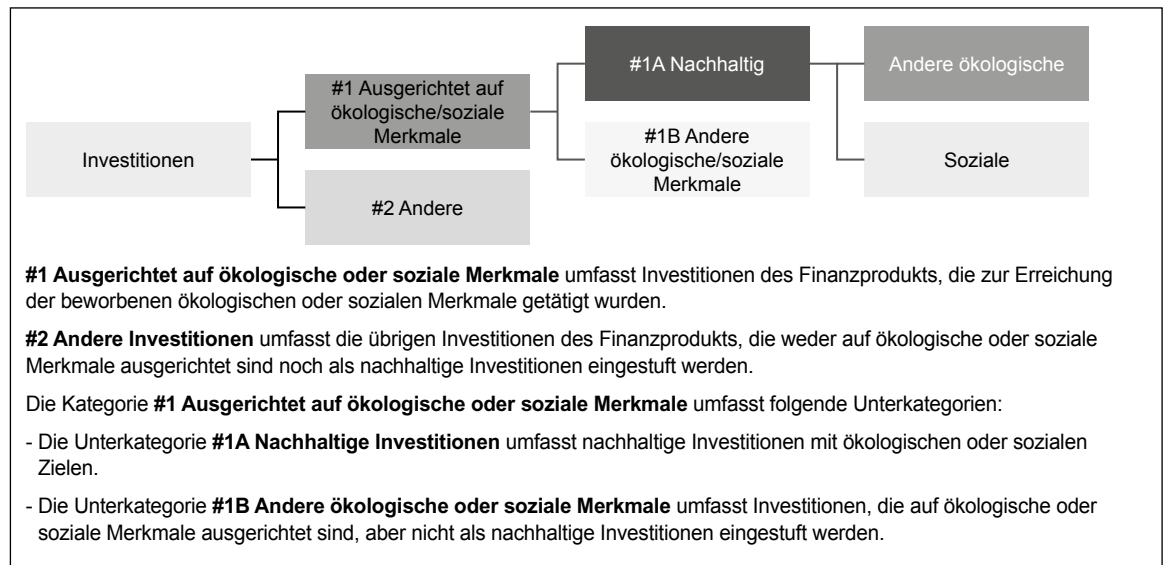 Investitionen
#1 Ausgerichtet auf
ökologische/soziale
Merkmale
#2 Andere
#1A Nachhaltig
#1B Andere
ökologische/soziale
Merkmale
Andere ökologische
Soziale
#1 Ausgerichtet auf ökologische oder soziale Merkmale umfasst Investitionen des Finanzprodukts, die zur Erreichung
der beworbenen ökologischen oder sozialen Merkmale getätigt wurden.
#2 Andere Investitionen umfasst die übrigen Investitionen des Finanzprodukts, die weder auf ökologische oder soziale
Merkmale ausgerichtet sind noch als nachhaltige Investitionen eingestuft werden.
Die Kategorie #1 Ausgerichtet auf ökologische oder soziale Merkmale umfasst folgende Unterkategorien:
- Die Unterkategorie #1A Nachhaltige Investitionen umfasst nachhaltige Investitionen mit ökologischen oder sozialen
Zielen.
- Die Unterkategorie #1B Andere ökologische oder soziale Merkmale umfasst Investitionen, die auf ökologische oder
soziale Merkmale ausgerichtet sind, aber nicht als nachhaltige Investitionen eingestuft werden.